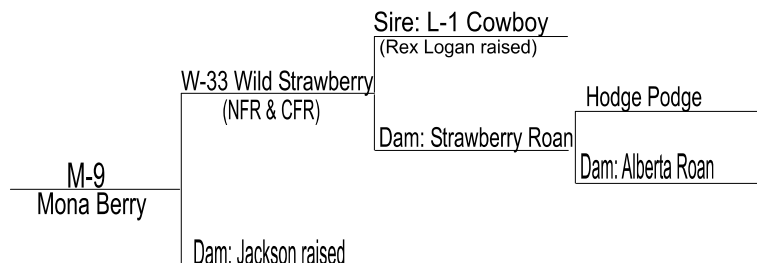 Sire: L-1 Cowboy
(Rex Logan raised)
W-33 Wild Strawberry
(NFR & CFR)
Hodge Podge
Dam: Strawberry Roan
Dam: Alberta Roan
M-9
Mona Berry
Dam: Jackson raised